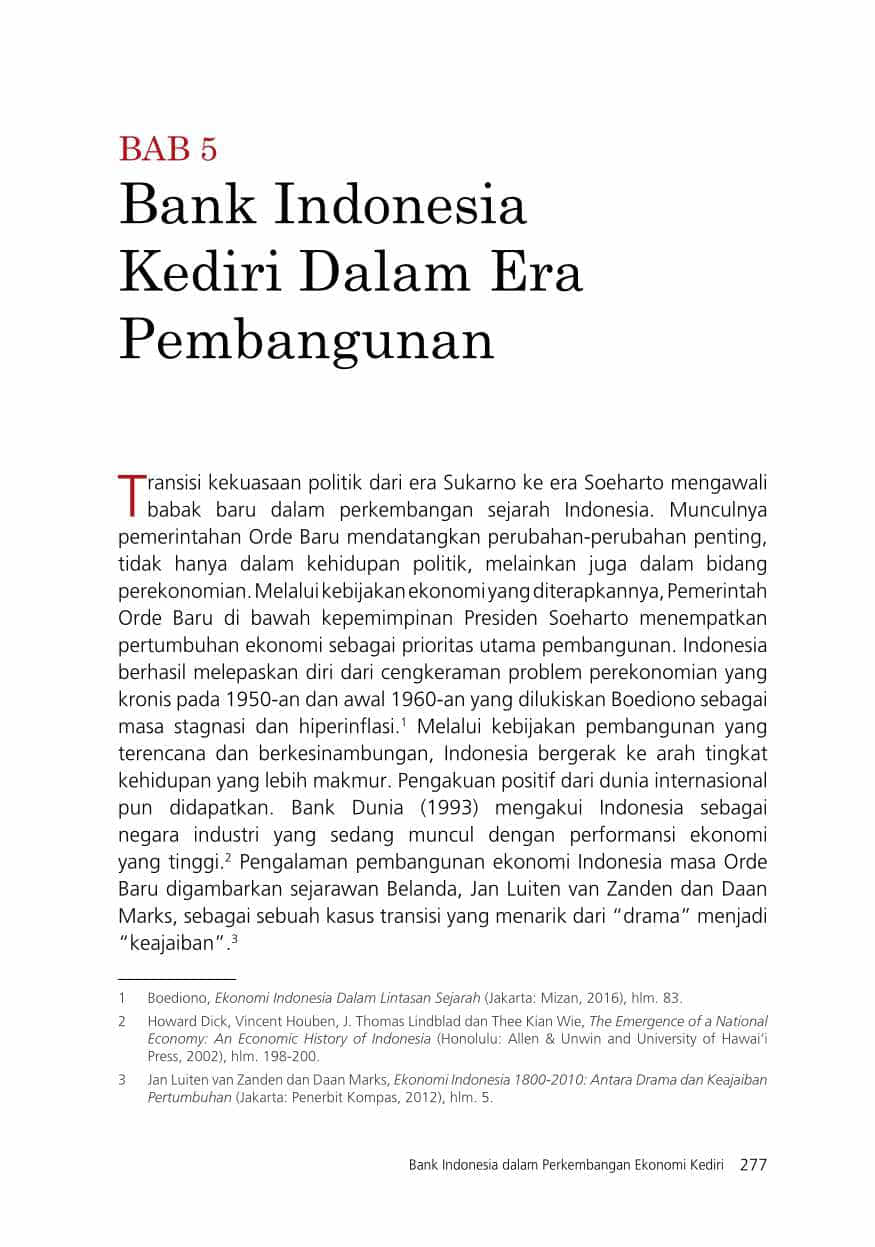 BAB 5
Bank Indonesia
Kediri Dalam Era
Pembangunan
Transisi kekuasaan politik dari era Sukarno ke era Soeharto mengawali
babak baru dalam perkembangan sejarah Indonesia. Munculnya
pemerintahan Orde Baru mendatangkan perubahan-perubahan penting,
tidak hanya dalam kehidupan politik, melainkan juga dalam bidang
perekonomian. Melalui kebijakan ekonomi yang diterapkannya, Pemerintah
Orde Baru di bawah kepemimpinan Presiden Soeharto menempatkan
pertumbuhan ekonomi sebagai prioritas utama pembangunan. Indonesia
berhasil melepaskan diri dari cengkeraman problem perekonomian yang
kronis pada 1950-an dan awal 1960-an yang dilukiskan Boediono sebagai
masa stagnasi dan hiperinflasi.¹ Melalui kebijakan pembangunan yang
terencana dan berkesinambungan, Indonesia bergerak ke arah tingkat
kehidupan yang lebih makmur. Pengakuan positif dari dunia internasional
pun didapatkan. Bank Dunia (1993) mengakui Indonesia sebagai
negara industri yang sedang muncul dengan performansi ekonomi
yang tinggi.² Pengalaman pembangunan ekonomi Indonesia masa Orde
Baru digambarkan sejarawan Belanda, Jan Luiten van Zanden dan Daan
Marks, sebagai sebuah kasus transisi yang menarik dari “drama” menjadi
“keajaiban”.³
1 Boediono, Ekonomi Indonesia Dalam Lintasan Sejarah (Jakarta: Mizan, 2016), hlm. 83.
2 Howard Dick, Vincent Houben, J. Thomas Lindblad dan Thee Kian Wie, The Emergence of a National
Economy: An Economic History of Indonesia (Honolulu: Allen & Unwin and University of Hawai’i
Press, 2002), hlm. 198-200.
3 Jan Luiten van Zanden dan Daan Marks, Ekonomi Indonesia 1800-2010: Antara Drama dan Keajaiban
Pertumbuhan (Jakarta: Penerbit Kompas, 2012), hlm. 5.
Bank Indonesia dalam Perkembangan Ekonomi Kediri 277